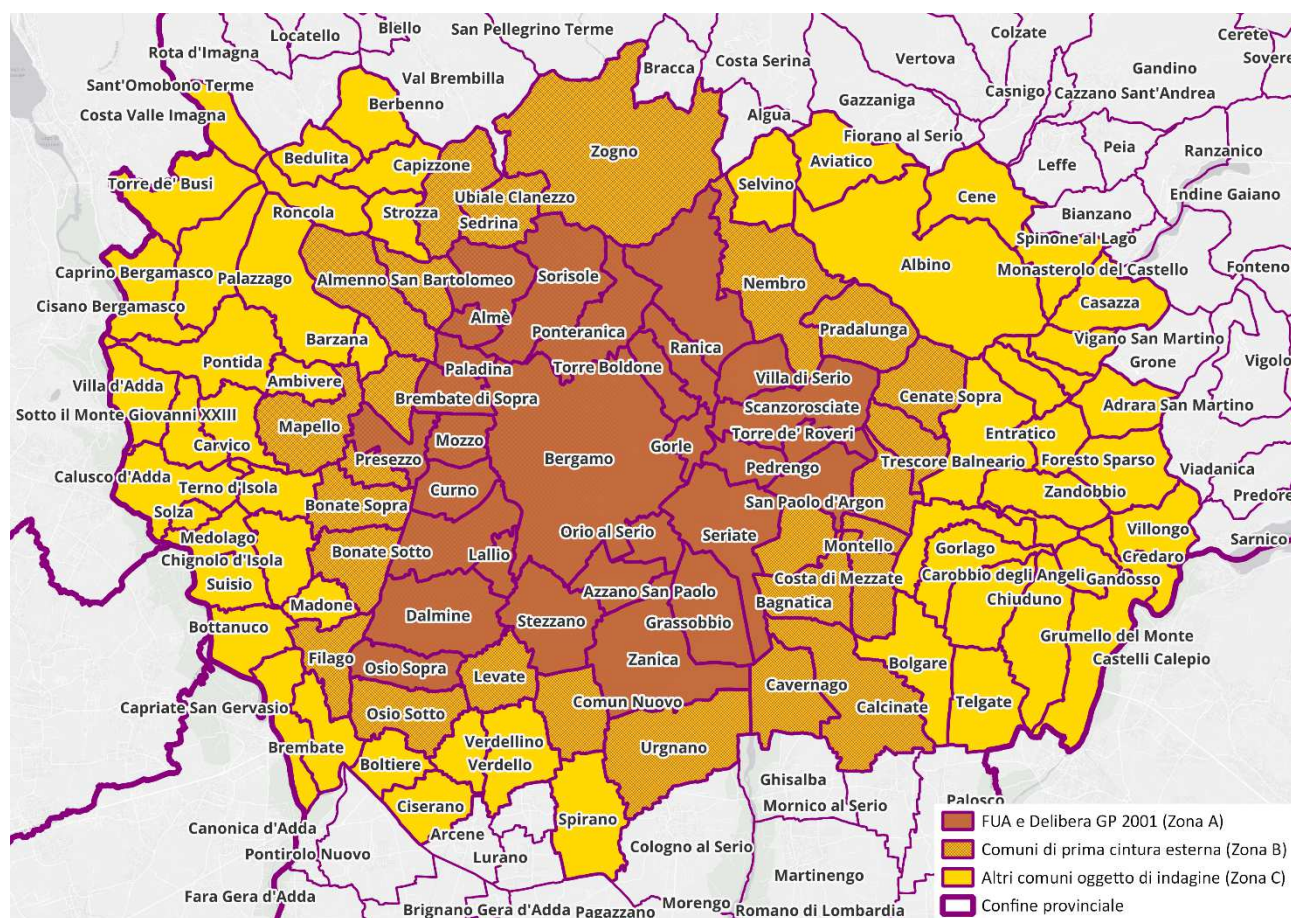 Locatello
Blello
San Pellegrino Terme
Colzate
Cerete
Rota d'Imagna
Bracca
Costa Serina
Vertova
Sovere
Val Brembilla
Gandino
Sant'Omobono Terme
Casnigo
Cazzano Sant'Andrea
Berbenno
Gazzaniga
Costa Valle Imagna
Algua
Fiorano al Serio
Peia
Ranzanico
Bedulita
Capizzone
Zogno
Aviatico
Leffe
Torre de' Busi
Selvino
Ubiale Clanezzo
Cene
Endine Gaiano
Roncola
Strozza
Sedrina
Bianzano
Spinone al Lago
Caprino Bergamasco
Palazzago
Almenno San Bartolomeo
Sorisole
Albino
Fonteno
Monasterolo del Castello
Nembro
Cisano Bergamasco
Casazza
Almè
Ponteranica
Pradalunga
Barzana
Ranica
Vigano San Martino
Pontida
Torre Boldone
Grone
Vigolo
Paladina
Villa d'Adda
Ambivere
Villa di Serio
Brembate di Sopra
Cenate Sopra
Adrara San Martino
Sotto il Monte Giovanni XXIII
Scanzorosciate
Mapello
Entratico
Carvico
Mozzo
Torre de' Roveri
Gorle
Presezzo
Bergamo
Trescore Balneario
Foresto Sparso
Pedrengo
Viadanica
Calusco d'Adda
Terno d'Isola
Curno
Zandobbio
Predore
Bonate Sopra
San Paolo d'Argon
Solza
Villongo
Medolago
Orio al Serio
Seriate
Sarnico
Bonate Sotto
Lallio
Montello
Gorlago
Chignolo d'Isola
Credaro
Suisio
Costa di Mezzate
Carobbio degli Angeli
Gandosso
Azzano San Paolo
Madone
Bagnatica
Chiuduno
Dalmine
Stezzano
Grassobbio
Bottanuco
Grumello del Monte
Filago
Zanica
Bolgare
Castelli Calepio
Osio Sopra
Levate
Cavernago
Capriate San Gervasio
Comun Nuovo
Calcinate
Telgate
Osio Sotto
Brembate
Verdellino
Urgnano
Boltiere
Verdello
Ghisalba
Ciserano
Mornico al Serio
Palosco
Canonica d'Adda
Arcene
Spirano
Cologno al Serio
Pontirolo Nuovo
Lurano
Martinengo
Fara Gera d'Adda
Morengo
Brignano Gera d'Adda
Pagazzano
Romano di Lombardia
FUA e Delibera GP 2001 (Zona A)
Comuni di prima cintura esterna (Zona B)
Altri comuni oggetto di indagine (Zona C)
Confine provinciale